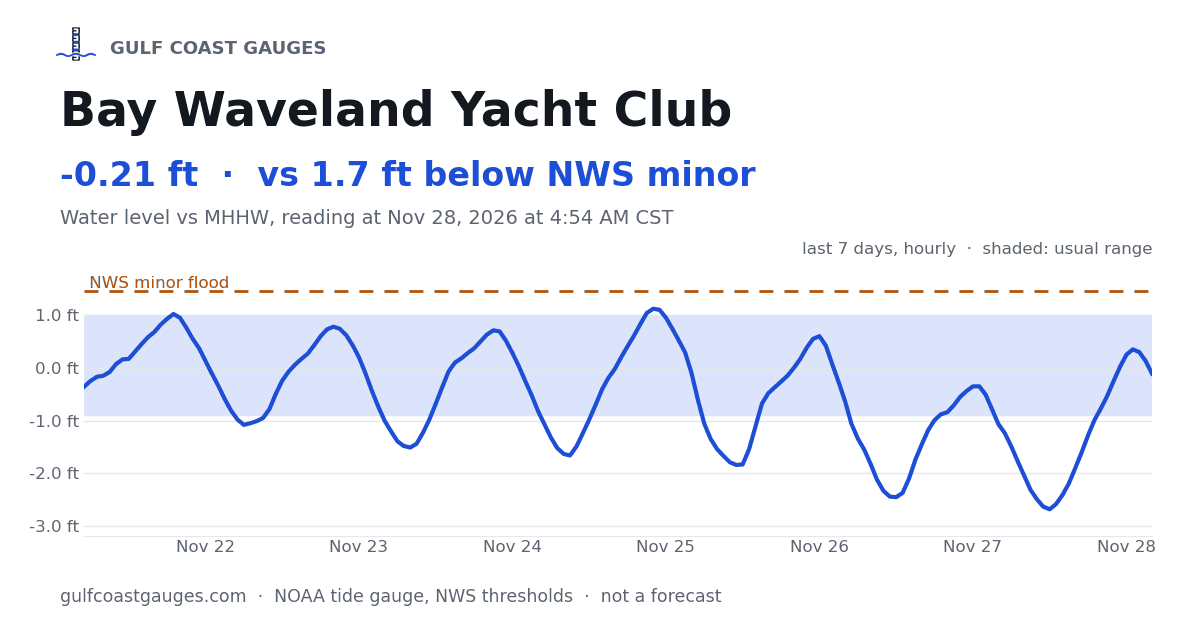 GULF COAST GAUGES
Bay Waveland Yacht Club
-0.21 ft · vs 1.7 ft below NWS minor
Water level vs MHHW, reading at Nov 28, 2026 at 4:54 AM CST
last 7 days, hourly · shaded: usual range
NWS minor flood
1.0 ft
0.0 ft
-1.0 ft
-2.0 ft
-3.0 ft
Nov 22 Nov 23 Nov 24 Nov 25 Nov 26 Nov 27 Nov 28
gulfcoastgauges.com · NOAA tide gauge, NWS thresholds · not a forecast